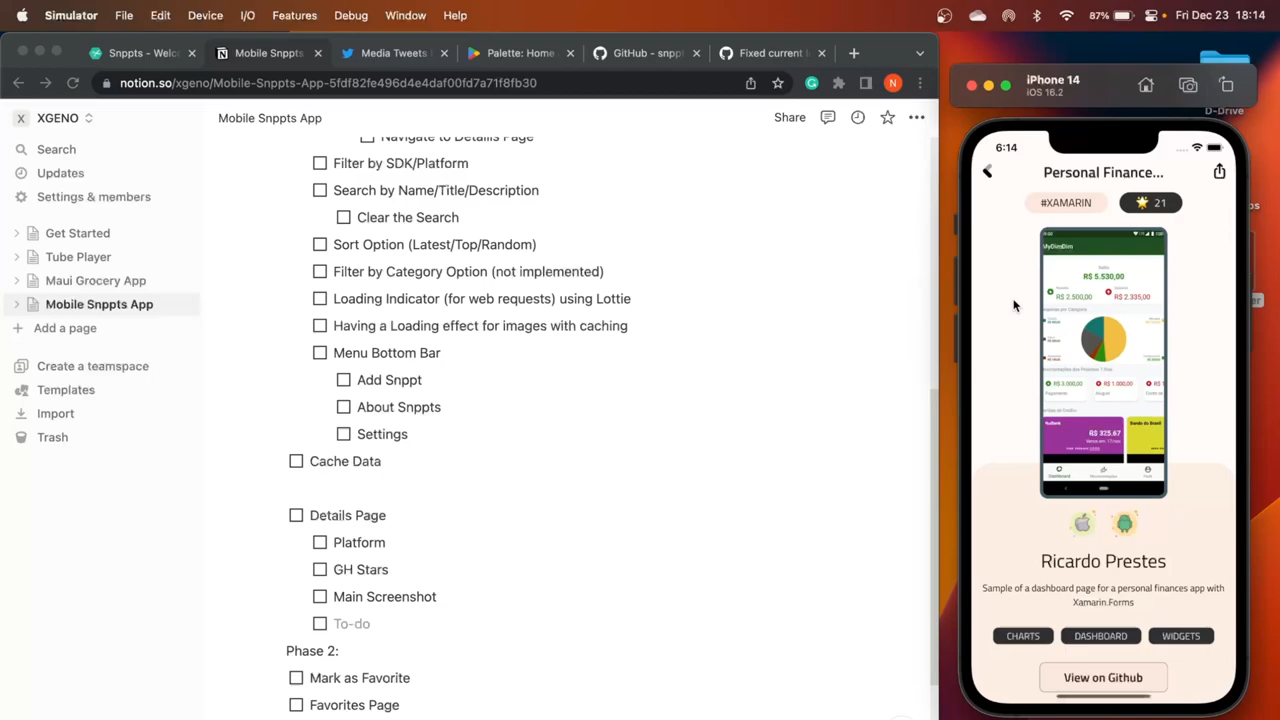 Simulator File Edit Device I/O Features Debug Window Help 87% Fri Dec 23 18:14
Snppts - Welc Mobile Snppts Media Tweets Palette: Home GitHub - snppt Fixed current
notion.so/xgeno/Mobile-Snppts-App-5fdf82fe496d4e4daf00fd7a71f8fb30
X XGENO
Mobile Snppts App
Share
Search
Updates
Settings & members
Get Started
Tube Player
Maui Grocery App
Mobile Snppts App
Add a page
Create a teamspace
Templates
Import
Trash
Navigate to Details Page
Filter by SDK/Platform
Search by Name/Title/Description
Clear the Search
Sort Option (Latest/Top/Random)
Filter by Category Option (not implemented)
Loading Indicator (for web requests) using Lottie
Having a Loading effect for images with caching
Menu Bottom Bar
Add Snppt
About Snppts
Settings
Cache Data
Details Page
Platform
GH Stars
Main Screenshot
To-do
Phase 2:
Mark as Favorite
Favorites Page
iPhone 14
iOS 16.2
D-Drive
6:14
Personal Finance...
#XAMARIN
21
MyDimDim
R$ 5.530,00
R$ 2.500,00 R$ 2.335,00
R$ 3.000,00 R$ 1.000,00
R$ 325,67
Dashboard
Ricardo Prestes
Sample of a dashboard page for a personal finances app with
Xamarin.Forms
CHARTS DASHBOARD WIDGETS
View on Github